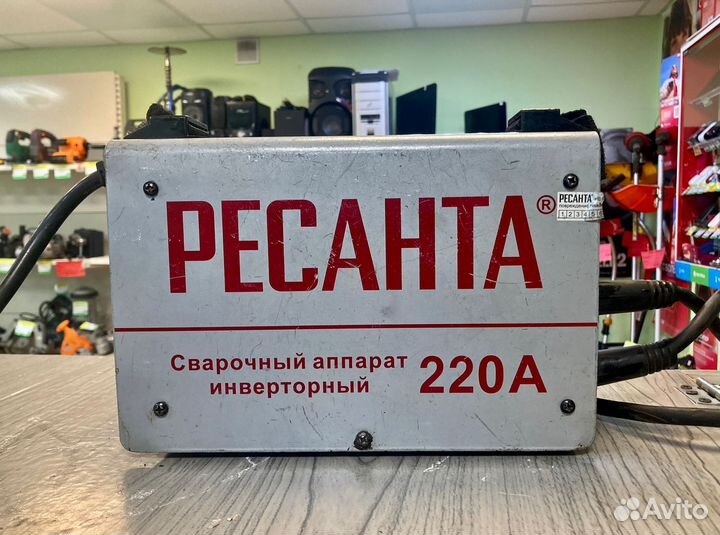 РЕСАНТА®
РЕСАНТА®
Сварочный аппарат
инверторный
220А
Avito